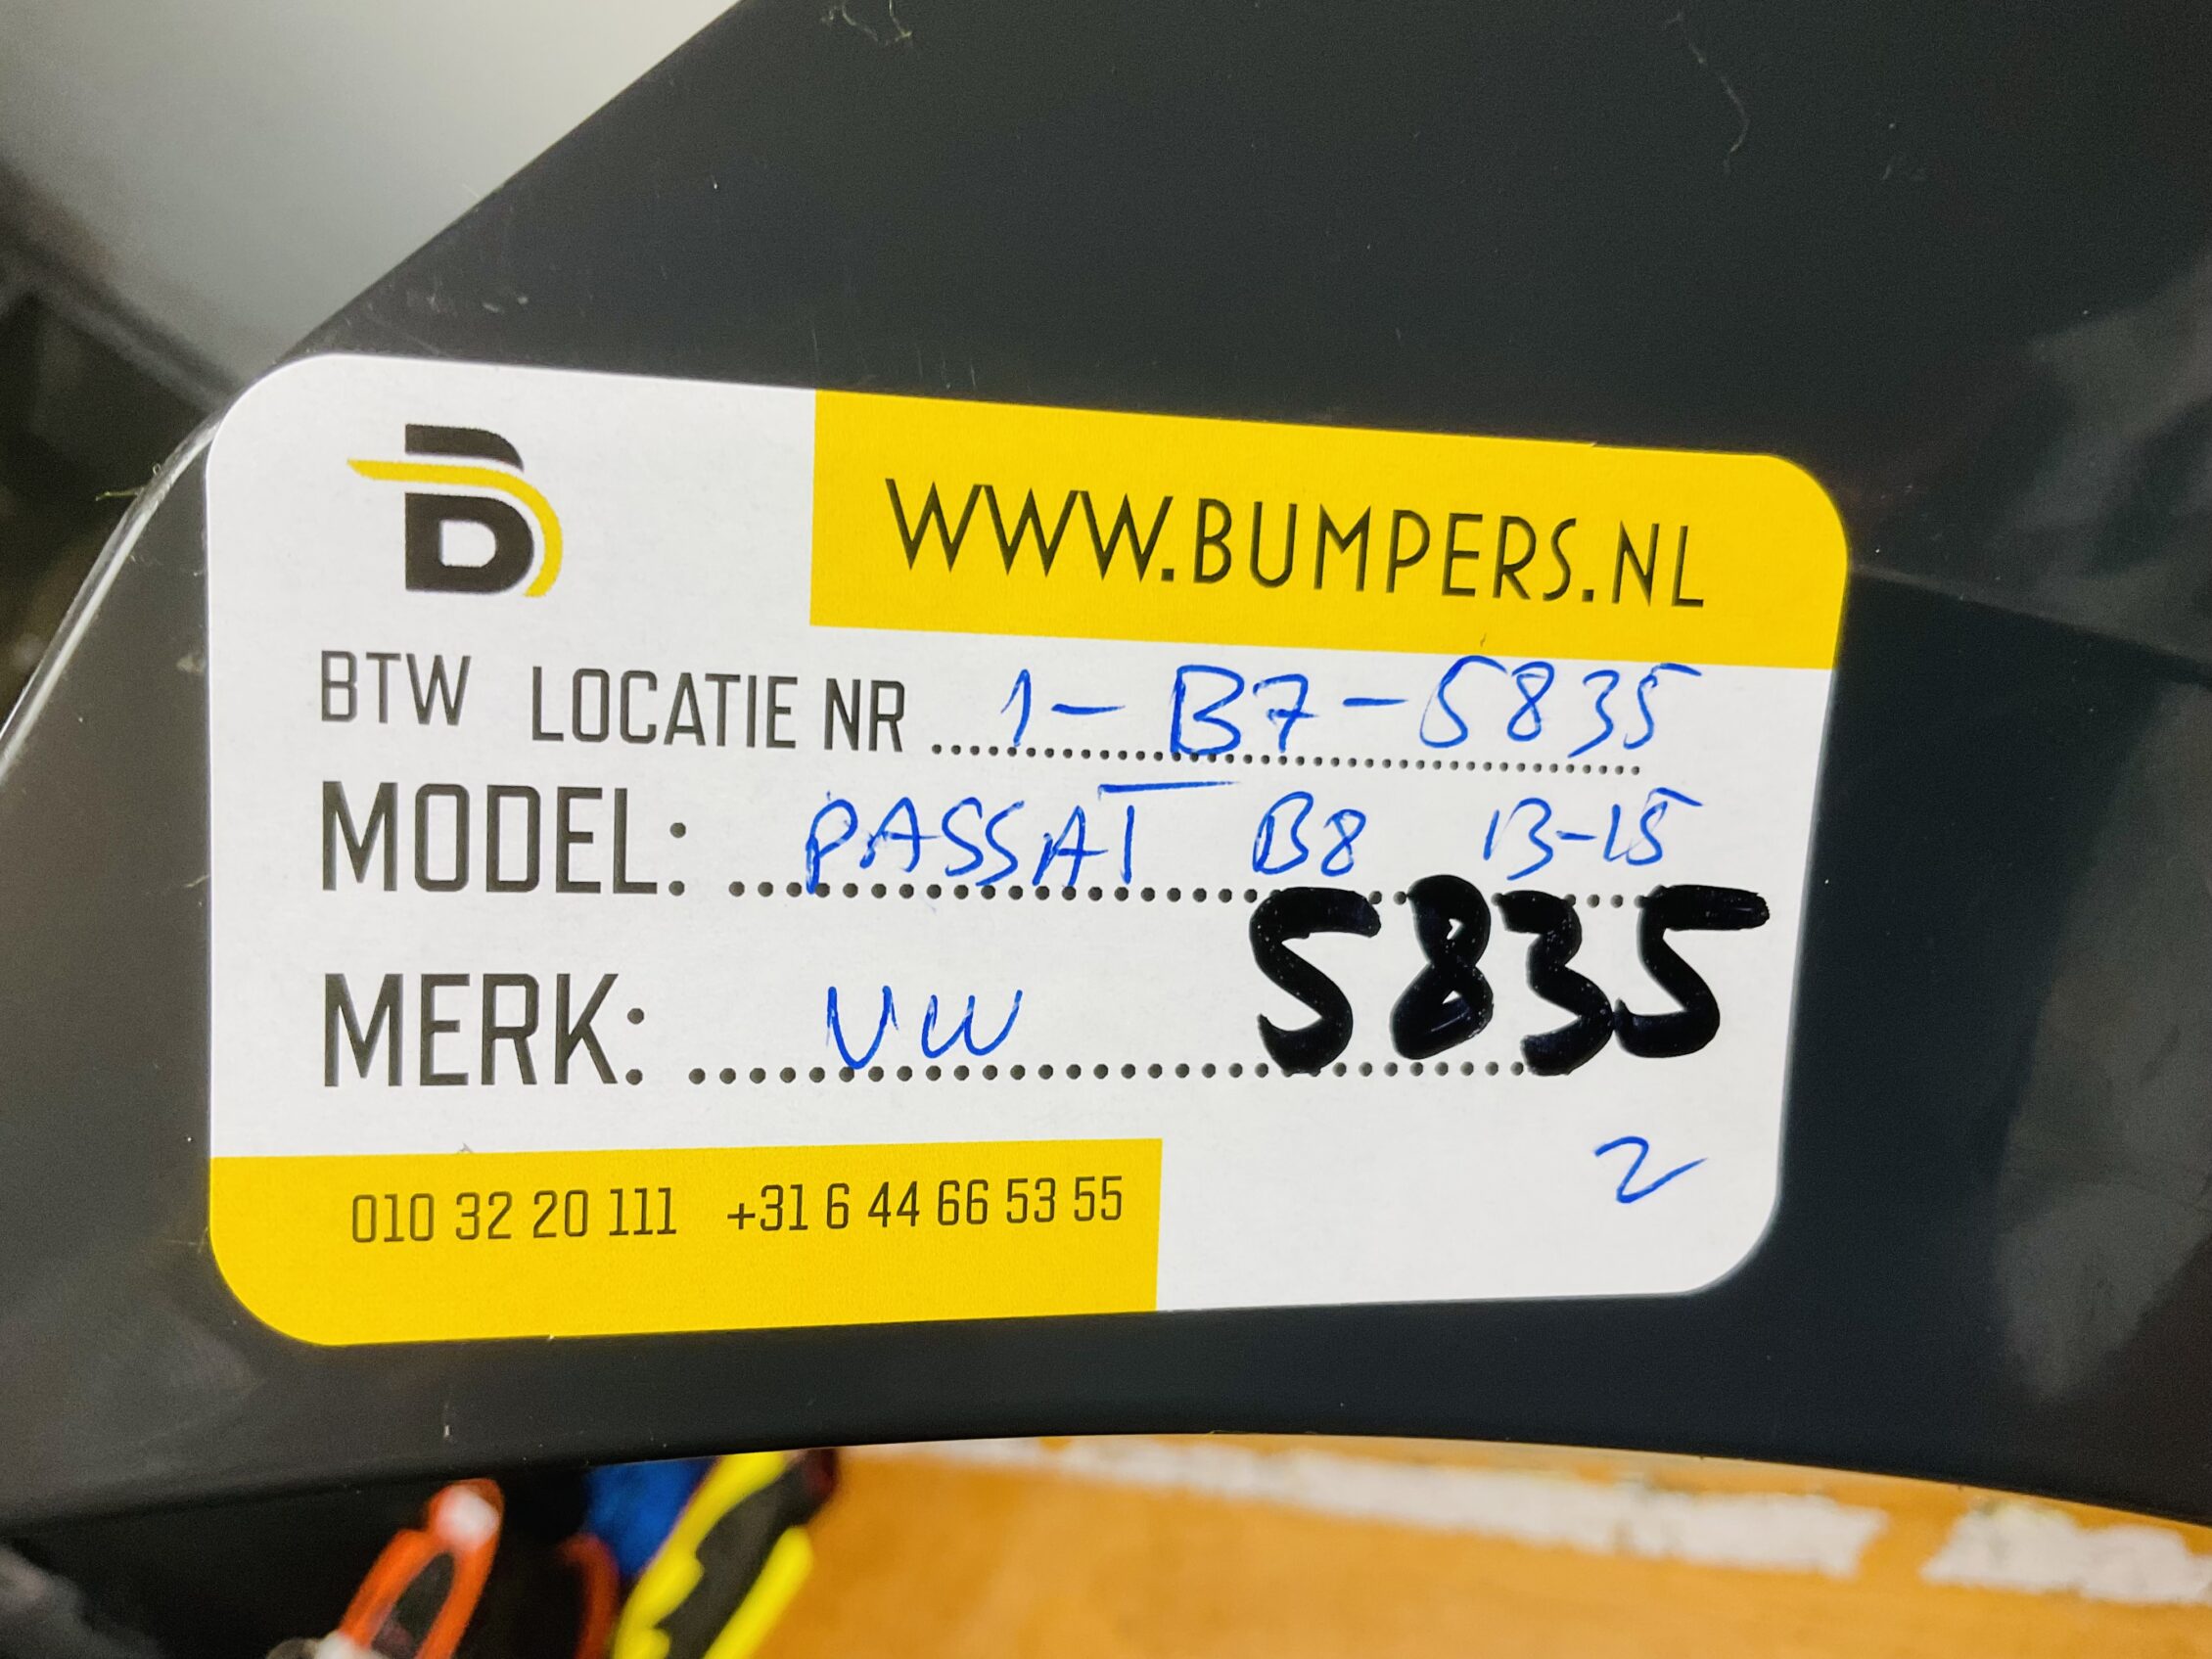 B
WWW.BUMPERS.NL
BTW LOCATIE NR 1-B7-5835
MODEL: PASSAT B8 13-15
5835
MERK: VW
2
010 32 20 111 +31 6 44 66 53 55